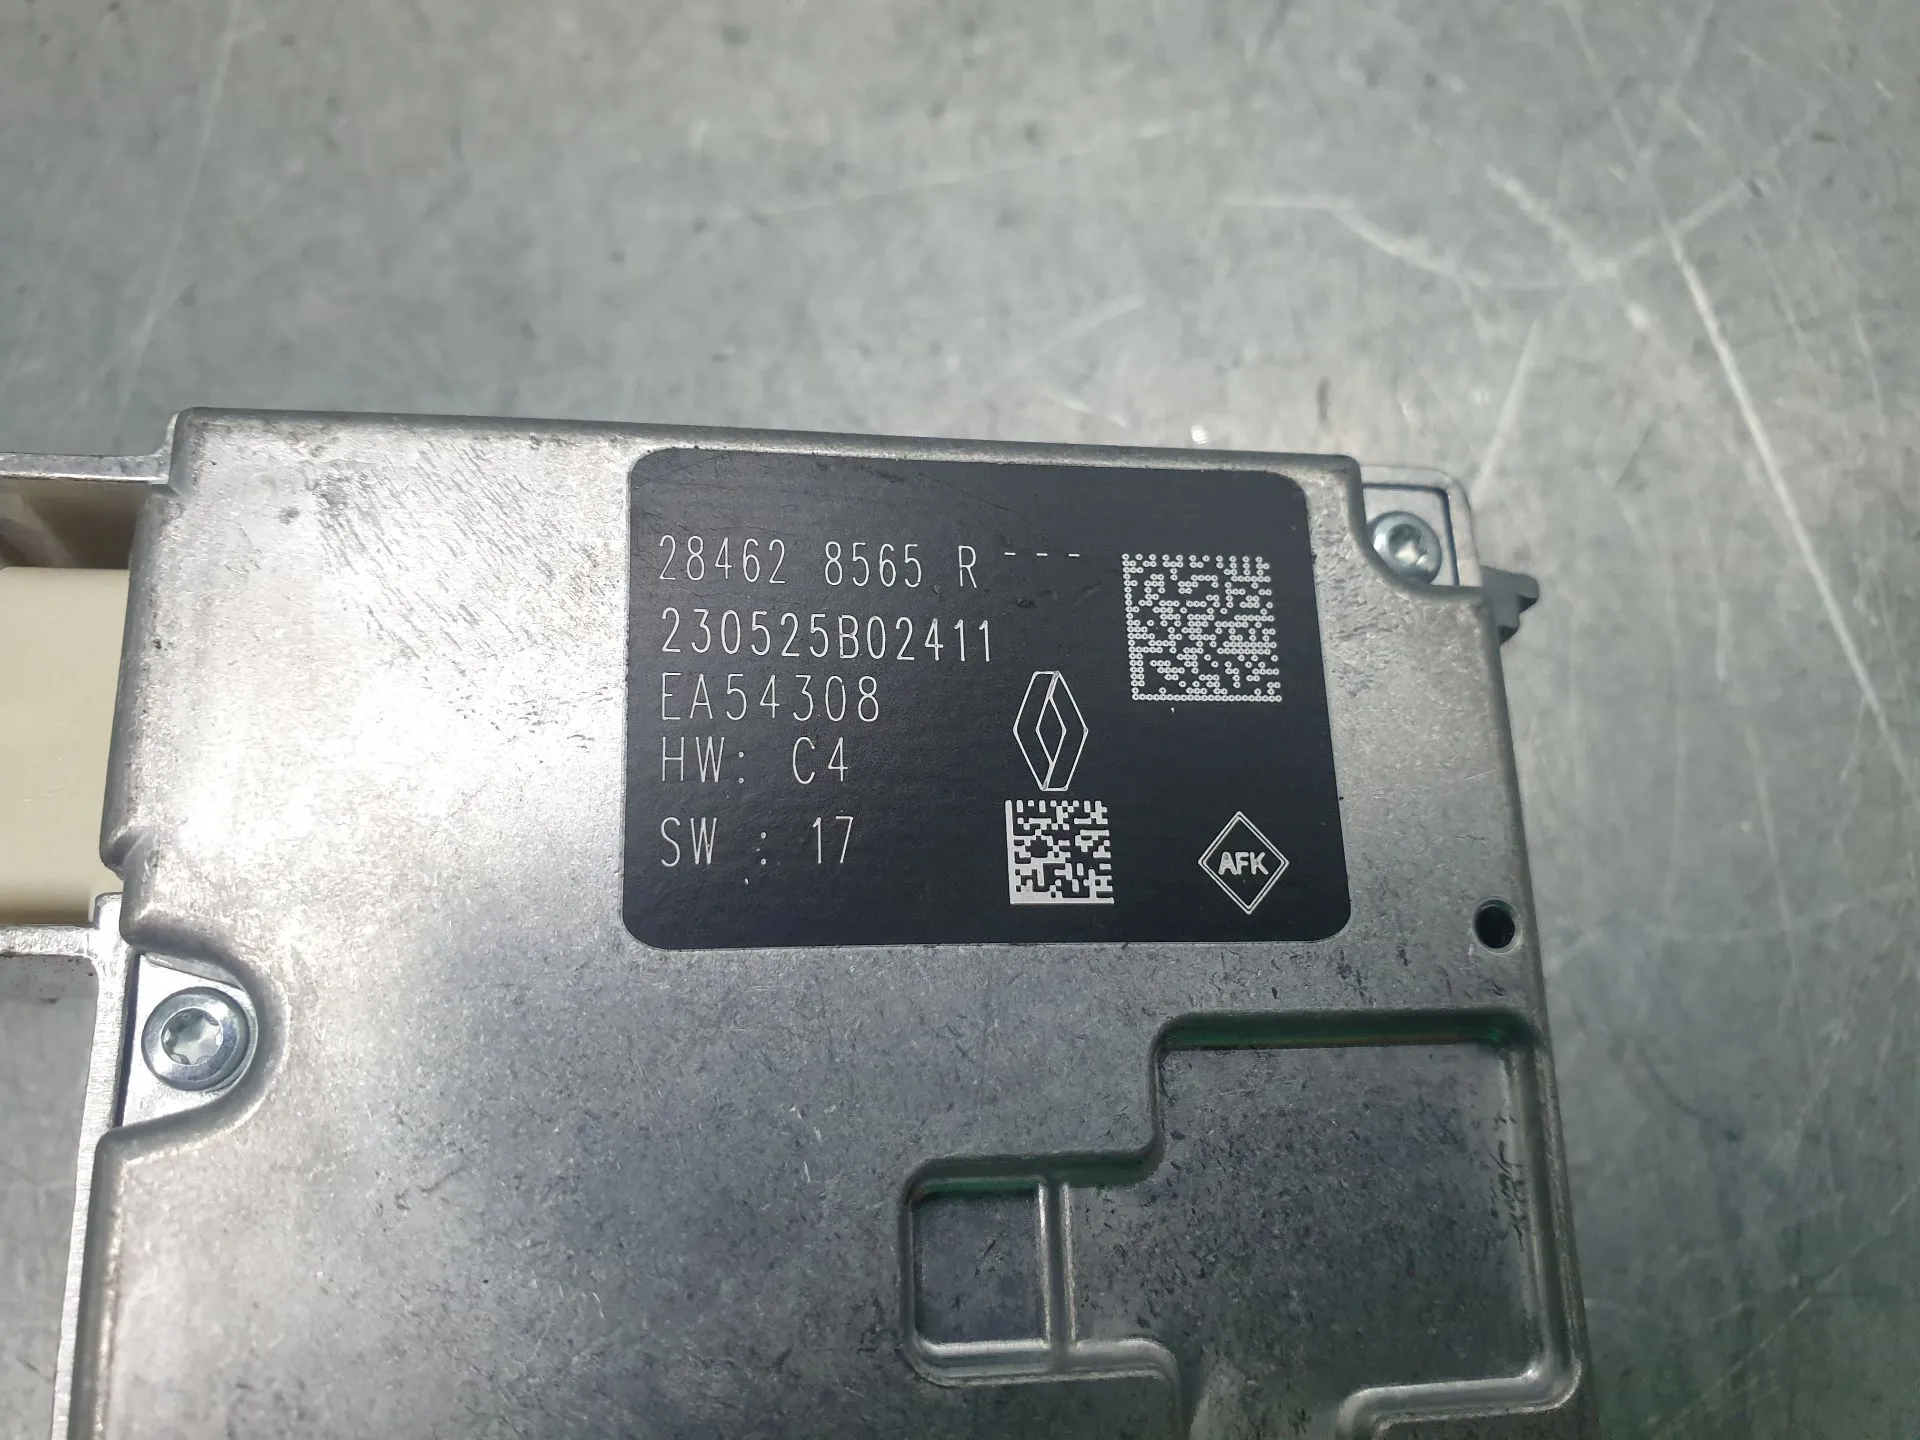 28462 8565 R ---
230525B02411
EA54308
HW: C4
SW : 17
AFK